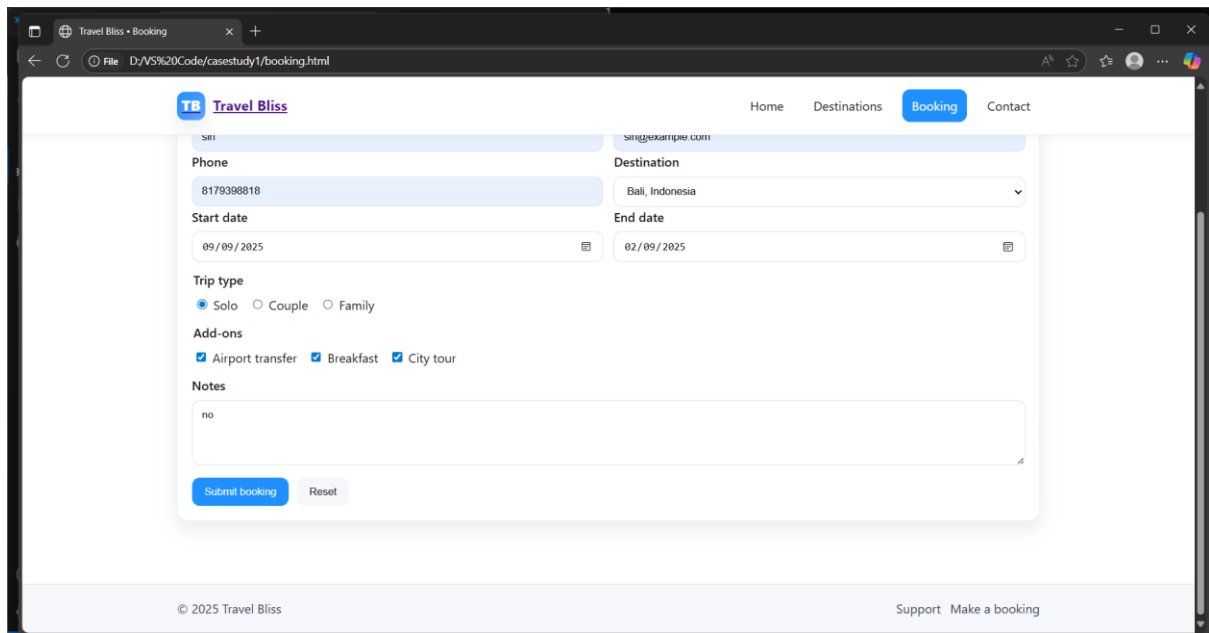 Travel Bliss • Booking
File D:/VS%20Code/casestudy1/booking.html
TB Travel Bliss Home Destinations Booking Contact
siri siri@example.com
Phone Destination
8179398818 Bali, Indonesia
Start date End date
09/09/2025 02/09/2025
Trip type
Solo Couple Family
Add-ons
Airport transfer Breakfast City tour
Notes
no
Submit booking Reset
© 2025 Travel Bliss Support Make a booking